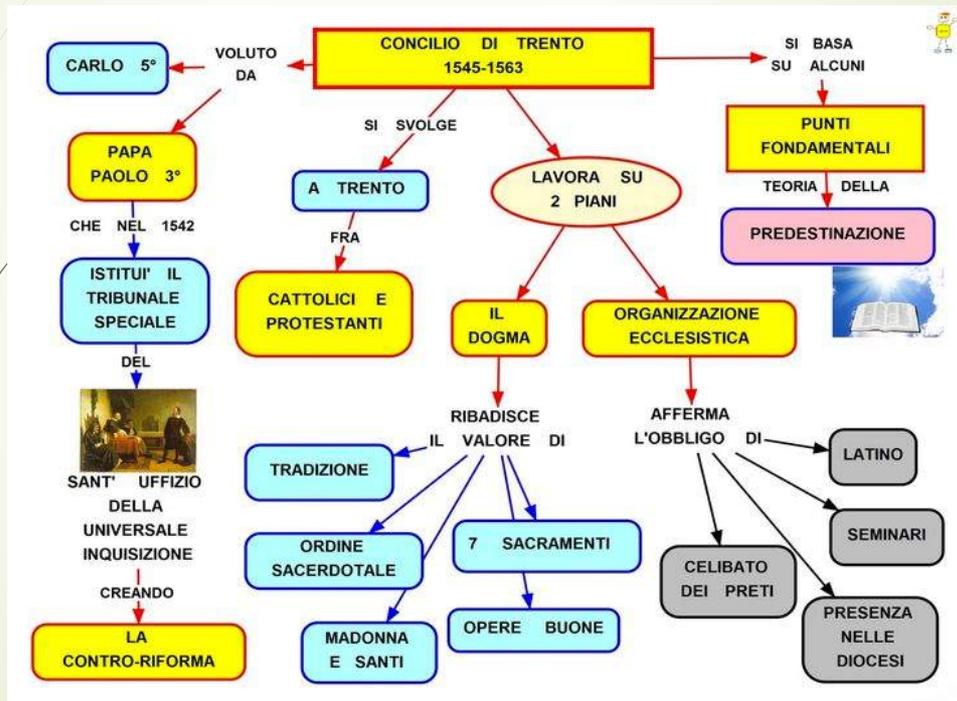 CONCILIO DI TRENTO
1545-1563
VOLUTO
DA
CARLO 5°
PAPA
PAOLO 3°
CHE NEL 1542
ISTITUI' IL
TRIBUNALE
SPECIALE
DEL
SANT' UFFIZIO
DELLA
UNIVERSALE
INQUISIZIONE
CREANDO
LA
CONTRO-RIFORMA
SI SVOLGE
A TRENTO
FRA
CATTOLICI E
PROTESTANTI
LAVORA SU
2 PIANI
IL
DOGMA
RIBADISCE
IL VALORE DI
TRADIZIONE
ORDINE
SACERDOTALE
MADONNA
E SANTI
7 SACRAMENTI
OPERE BUONE
ORGANIZZAZIONE
ECCLESISTICA
AFFERMA
L'OBBLIGO DI
LATINO
SEMINARI
CELIBATO
DEI PRETI
PRESENZA
NELLE
DIOCESI
SI BASA
SU ALCUNI
PUNTI
FONDAMENTALI
TEORIA DELLA
PREDESTINAZIONE